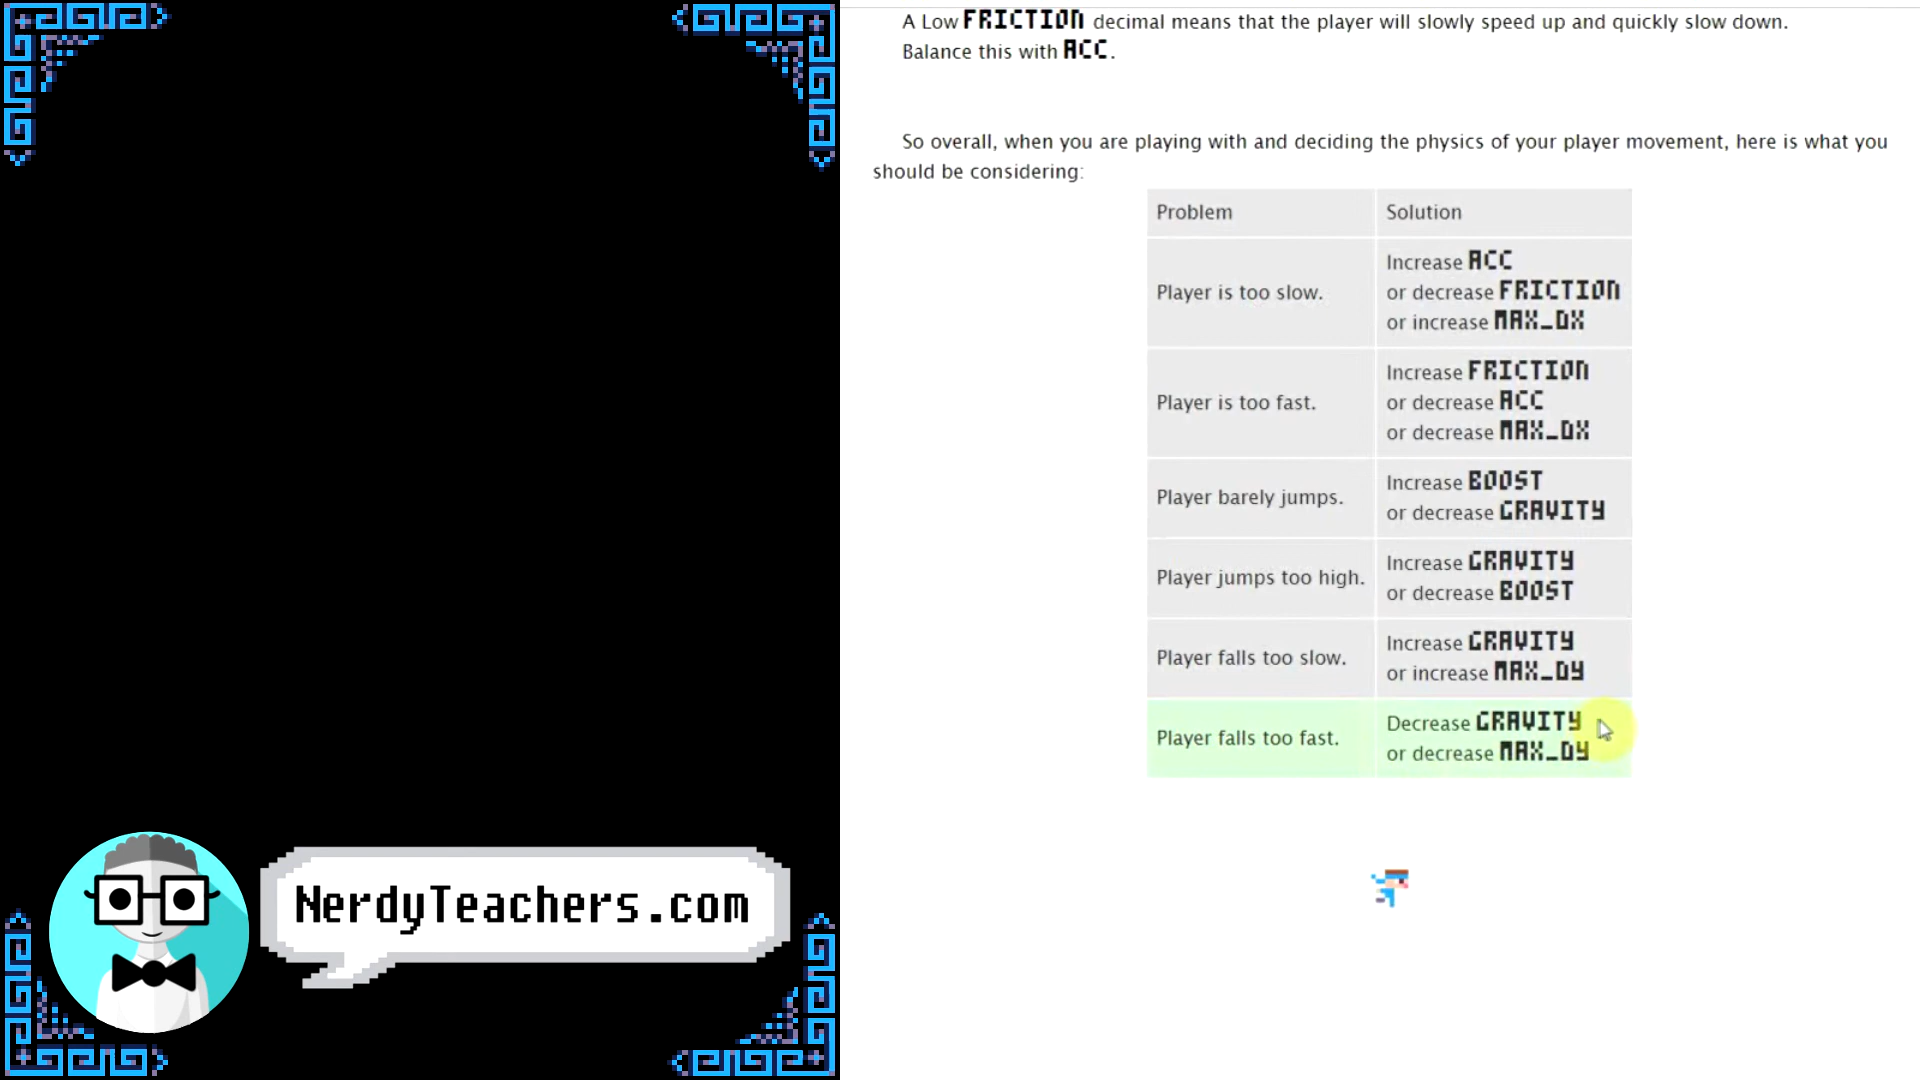 A Low FRICTION decimal means that the player will slowly speed up and quickly slow down.
Balance this with ACC.
So overall, when you are playing with and deciding the physics of your player movement, here is what you
should be considering:
Problem
Solution
Player is too slow.
Increase ACC
or decrease FRICTION
or increase MAX_DX
Player is too fast.
Increase FRICTION
or decrease ACC
or decrease MAX_DX
Player barely jumps.
Increase BOOST
or decrease GRAVITY
Player jumps too high.
Increase GRAVITY
or decrease BOOST
Player falls too slow.
Increase GRAVITY
or increase MAX_DY
Player falls too fast.
Decrease GRAVITY
or decrease MAX_DY
NerdyTeachers.com